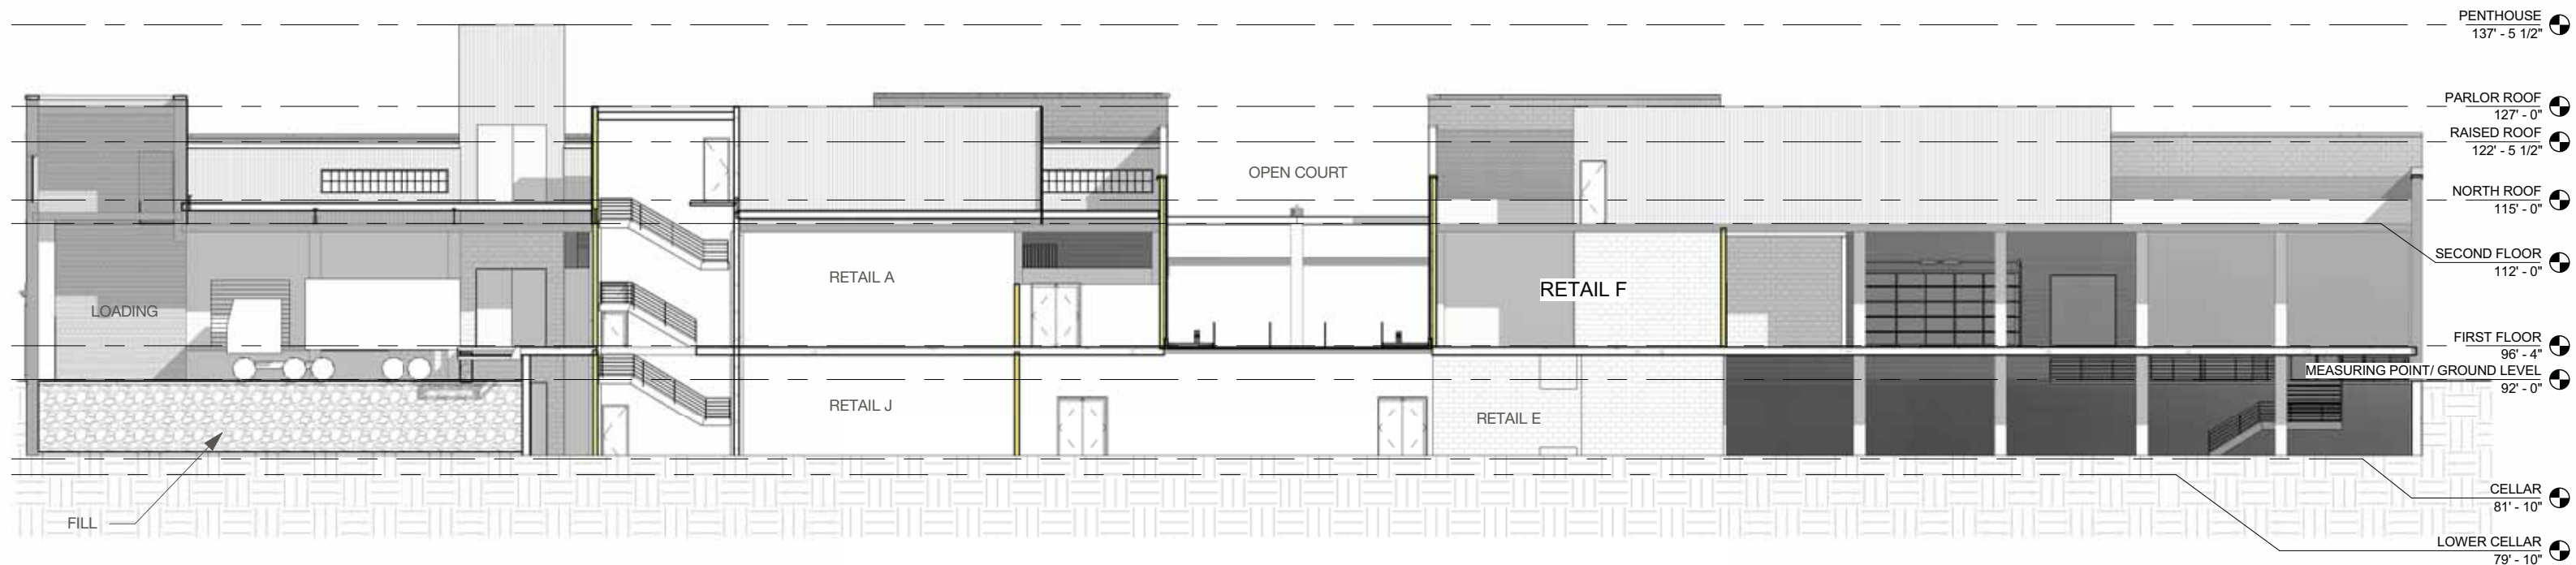 PENTHOUSE
137' - 5 1/2"
PARLOR ROOF
127' - 0"
RAISED ROOF
122' - 5 1/2"
OPEN COURT
NORTH ROOF
115' - 0"
SECOND FLOOR
112' - 0"
RETAIL A
RETAIL F
LOADING
FIRST FLOOR
96' - 4"
MEASURING POINT/ GROUND LEVEL
92' - 0"
RETAIL J
RETAIL E
CELLAR
81' - 10"
FILL
LOWER CELLAR
79' - 10"